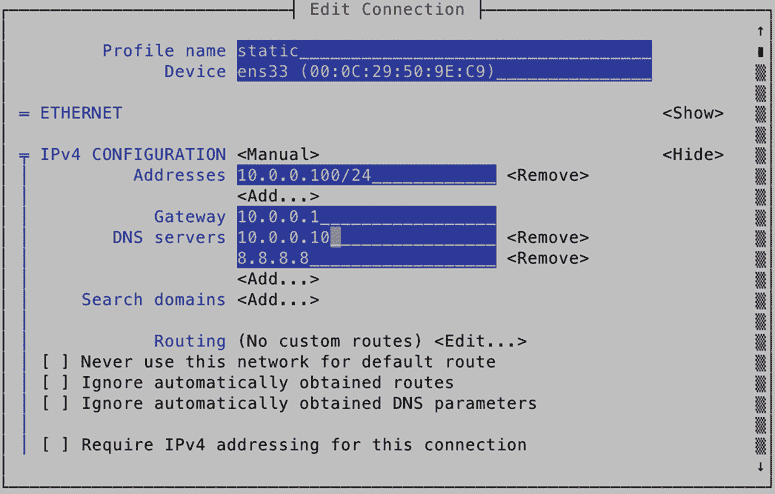 Edit Connection
Profile name static
Device ens33 (00:0C:29:50:9E:C9)
= ETHERNET <Show>
IPv4 CONFIGURATION <Manual> <Hide>
Addresses 10.0.0.100/24 <Remove>
<Add...>
Gateway 10.0.0.1
DNS servers 10.0.0.10 <Remove>
8.8.8.8 <Remove>
<Add...>
Search domains <Add...>
Routing (No custom routes) <Edit...>
[ ] Never use this network for default route
[ ] Ignore automatically obtained routes
[ ] Ignore automatically obtained DNS parameters
[ ] Require IPv4 addressing for this connection